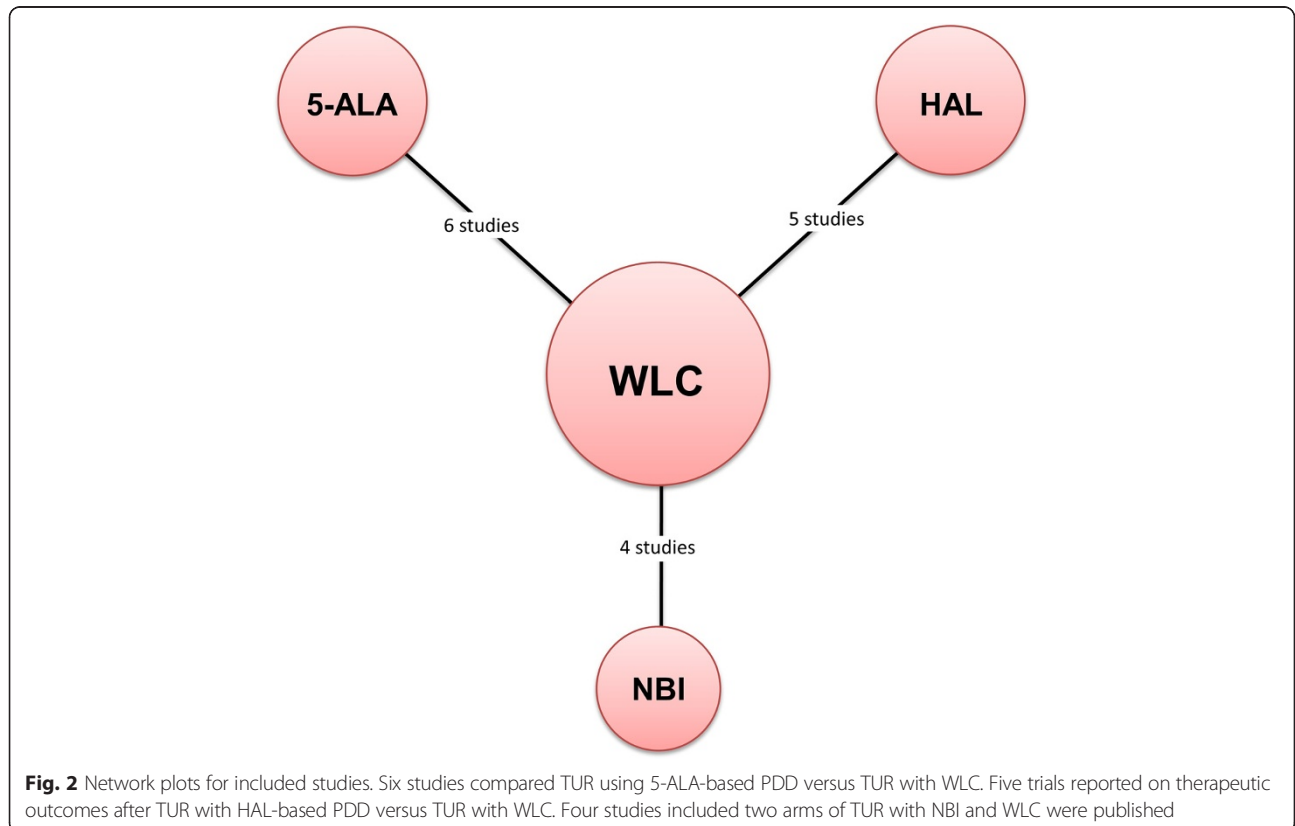 5-ALA
HAL
6 studies
5 studies
WLC
4 studies
NBI
Fig. 2 Network plots for included studies. Six studies compared TUR using 5-ALA-based PDD versus TUR with WLC. Five trials reported on therapeutic
outcomes after TUR with HAL-based PDD versus TUR with WLC. Four studies included two arms of TUR with NBI and WLC were published